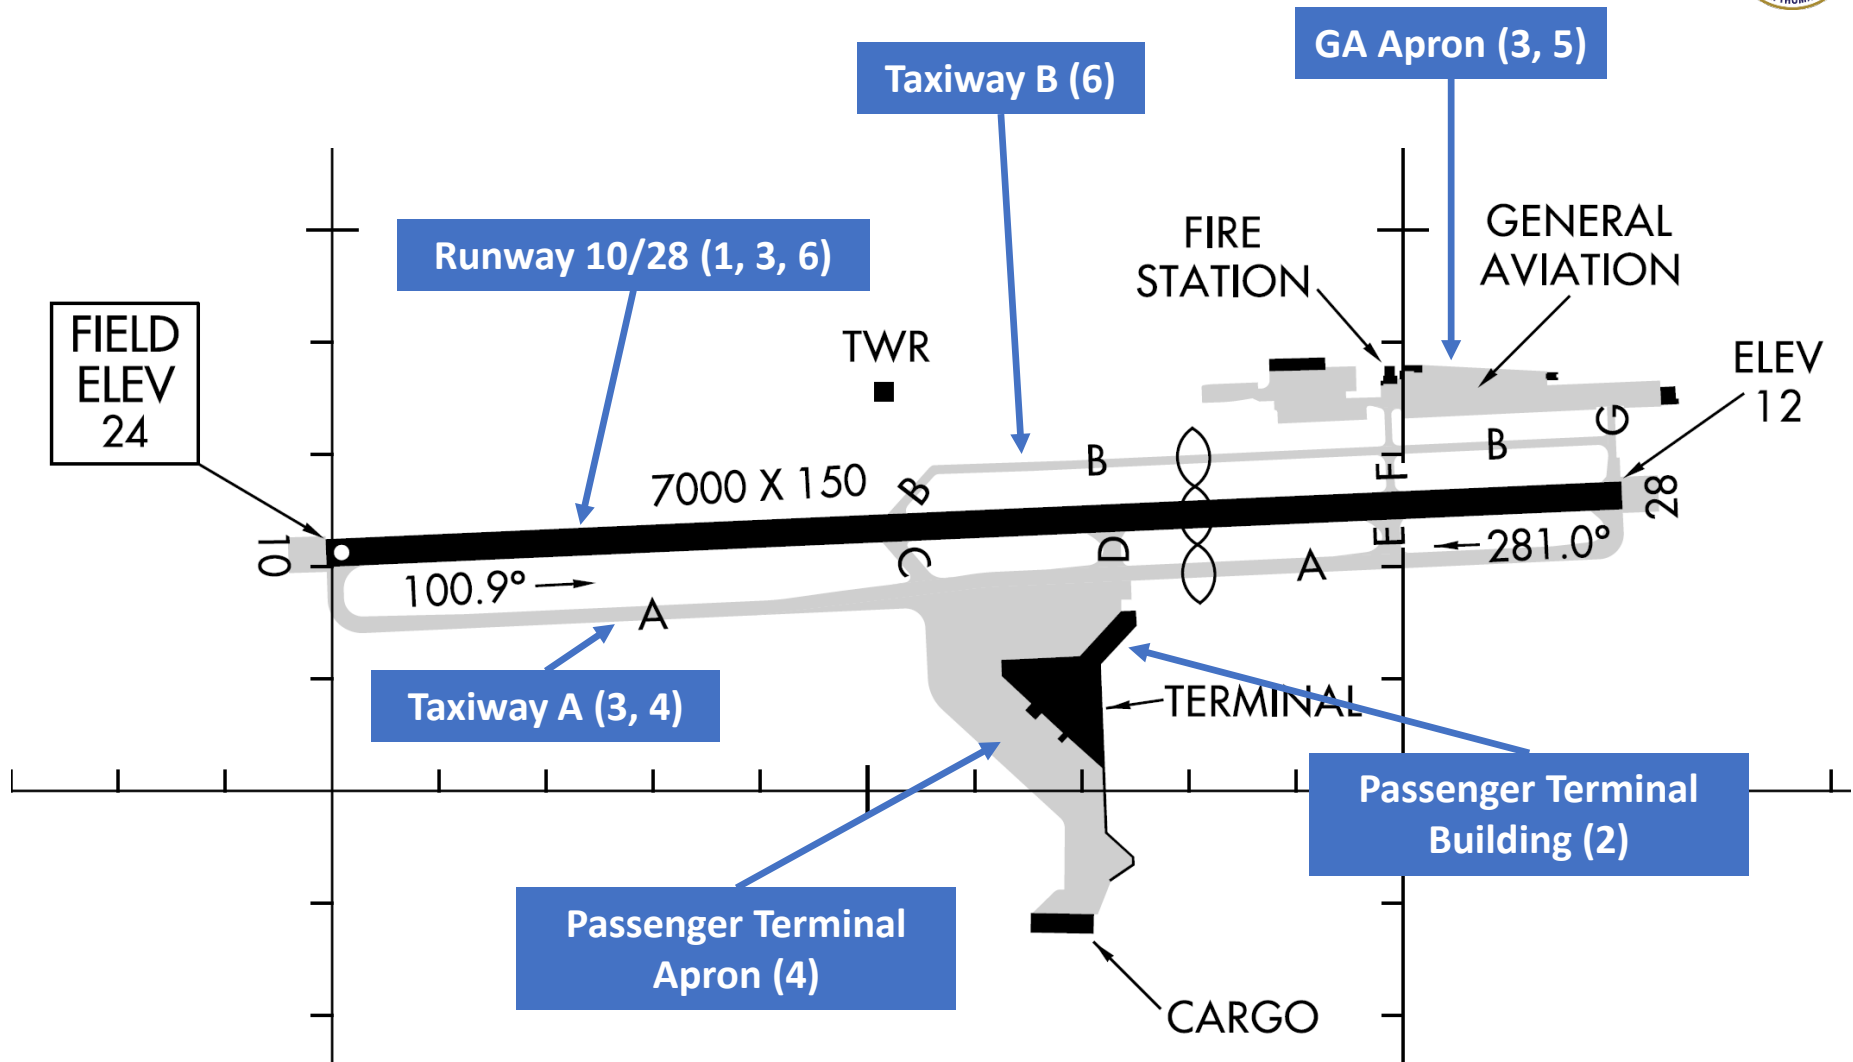 GA Apron (3, 5)
Taxiway B (6)
Runway 10/28 (1, 3, 6)
FIRE
STATION
GENERAL
AVIATION
FIELD
ELEV
24
TWR
ELEV
12
7000 X 150
B
B
B
G
F
28
10
C
D
E
281.0°
100.9°
A
A
Taxiway A (3, 4)
TERMINAL
Passenger Terminal
Building (2)
Passenger Terminal
Apron (4)
CARGO